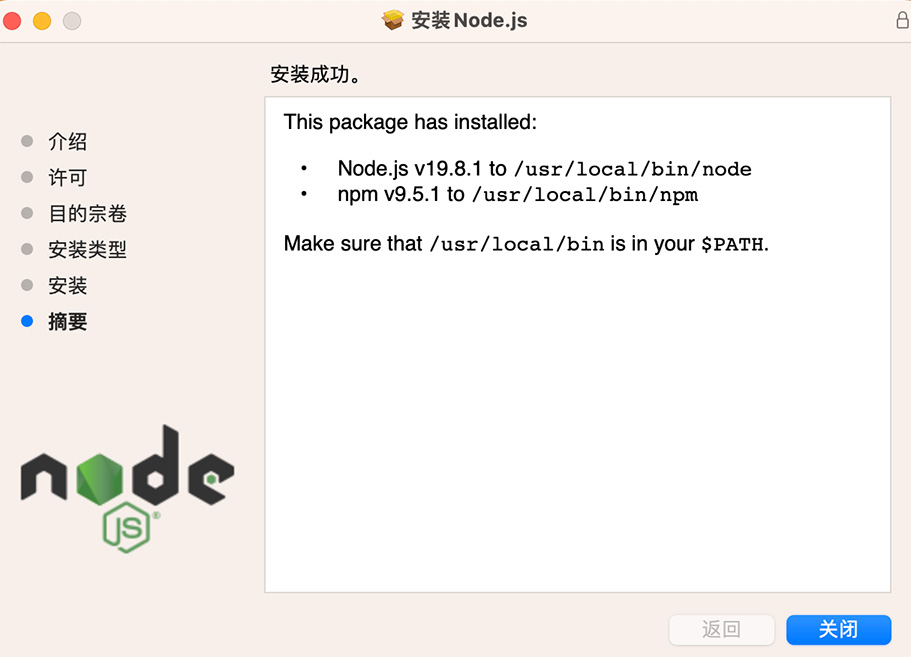 安装 Node.js
安装成功。
介绍
许可
目的宗卷
安装类型
安装
摘要
This package has installed:
• Node.js v19.8.1 to /usr/local/bin/node
• npm v9.5.1 to /usr/local/bin/npm
Make sure that /usr/local/bin is in your $PATH.
node
JS®
返回
关闭